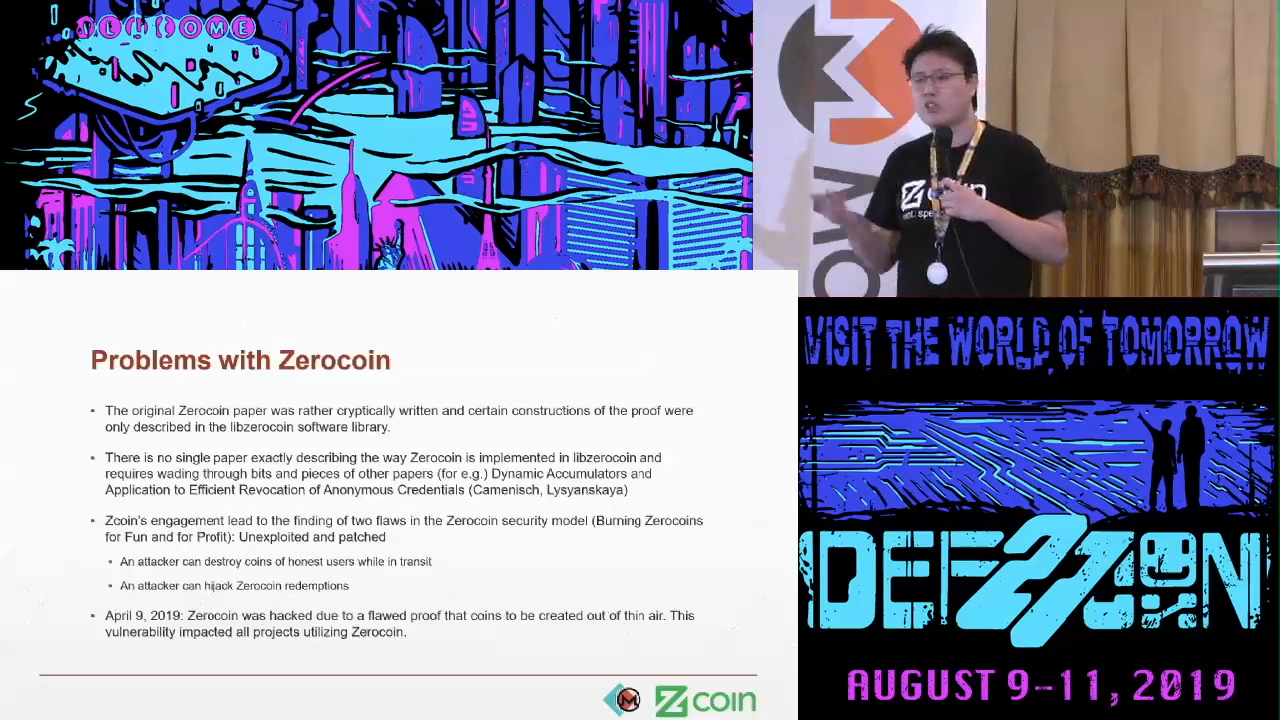 WELCOME
Zcoin
VISIT THE WORLD OF TOMORROW
Problems with Zerocoin
▪ The original Zerocoin paper was rather cryptically written and certain constructions of the proof were
only described in the libzerocoin software library.
▪ There is no single paper exactly describing the way Zerocoin is implemented in libzerocoin and
requires wading through bits and pieces of other papers (for e.g.) Dynamic Accumulators and
Application to Efficient Revocation of Anonymous Credentials (Camenisch, Lysyanskaya)
▪ Zcoin's engagement lead to the finding of two flaws in the Zerocoin security model (Burning Zerocoins
for Fun and for Profit): Unexploited and patched
▪ An attacker can destroy coins of honest users while in transit
▪ An attacker can hijack Zerocoin redemptions
▪ April 9, 2019: Zerocoin was hacked due to a flawed proof that coins to be created out of thin air. This
vulnerability impacted all projects utilizing Zerocoin.
Zcoin
DEF27CON
AUGUST 9-11, 2019